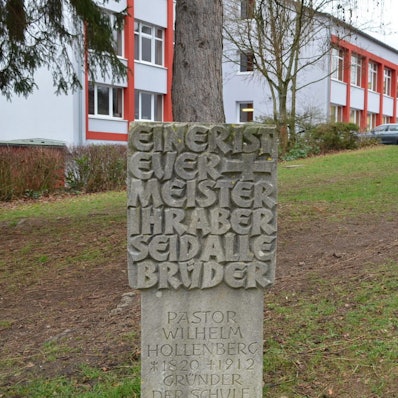 EINER IST
EUER
MEISTER
IHR ABER
SEID ALLE
BRÜDER
PASTOR
WILHELM
HOLLENBERG
*1820 +1912
GRÜNDER
DER SCHULE